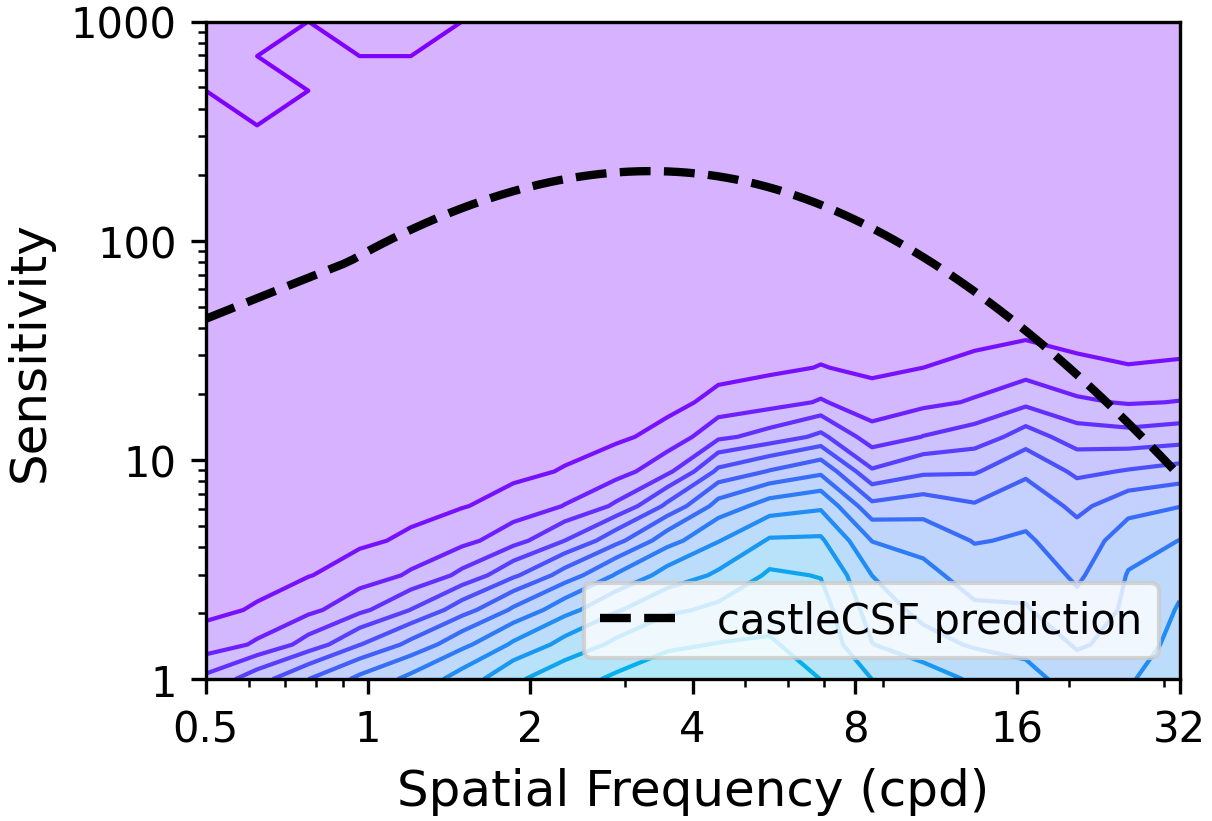 1000
100
10
1
Sensitivity
castleCSF prediction
0.5 1 2 4 8 16 32
Spatial Frequency (cpd)